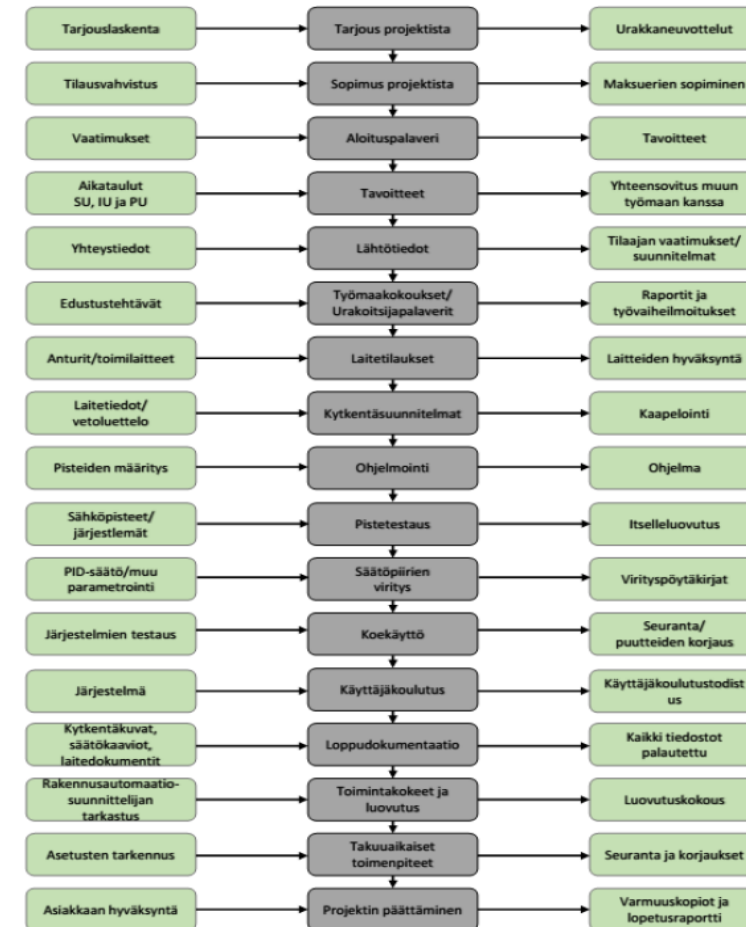 Tarjouslaskenta
Tarjous projektista
Urakkaneuvottelut
Tilausvahvistus
Sopimus projektista
Maksuerien sopiminen
Vaatimukset
Aloituspalaveri
Tavoitteet
Aikataulut
SU, IU ja PU
Tavoitteet
Yhteensovitus muun
työmaan kanssa
Yhteystiedot
Lähtötiedot
Tilaajan vaatimukset/
suunnitelmat
Edustustehtävät
Työmaakokoukset/
Urakoitsijapalaverit
Raportit ja
työvaiheilmoitukset
Anturit/toimilaitteet
Laitetilaukset
Laitteiden hyväksyntä
Laitetiedot/
vetoluettelo
Kytkentäsuunnitelmat
Kaapelointi
Pisteiden määritys
Ohjelmointi
Ohjelma
Sähköpisteet/
järjestlemät
Pistetestaus
Itselleluovutus
PID-säätö/muu
parametrointi
Säätöpiirien
viritys
Virityspöytäkirjat
Järjestelmien testaus
Koekäyttö
Seuranta/
puutteiden korjaus
Järjestelmä
Käyttäjäkoulutus
Käyttäjäkoulutustodist
us
Kytkentäkuvat,
säätökaaviot,
laitedokumentit
Loppudokumentaatio
Kaikki tiedostot
palautettu
Rakennusautomaatio-
suunnittelijan
tarkastus
Toimintakokeet ja
luovutus
Luovutuskokous
Asetusten tarkennus
Takuuaikaiset
toimenpiteet
Seuranta ja korjaukset
Asiakkaan hyväksyntä
Projektin päättäminen
Varmuuskopiot ja
lopetusraportti